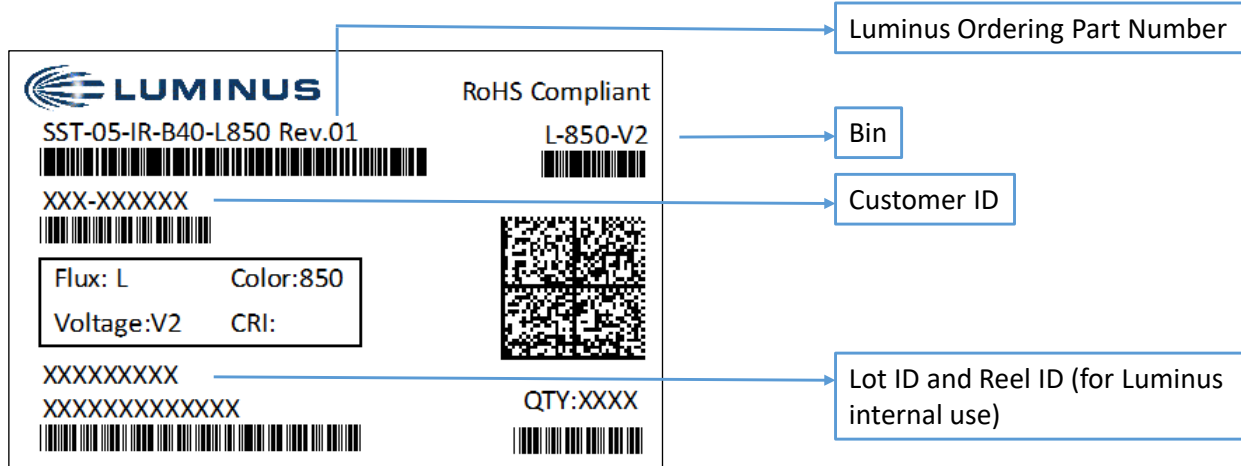 Luminus Ordering Part Number
LUMINUS
RoHS Compliant
SST-05-IR-B40-L850 Rev.01
L-850-V2
Bin
XXX-XXXXXX
Customer ID
Flux: L
Color:850
Voltage:V2
CRI:
XXXXXXXXX
Lot ID and Reel ID (for Luminus
internal use)
XXXXXXXXXXXXX
QTY:XXXX